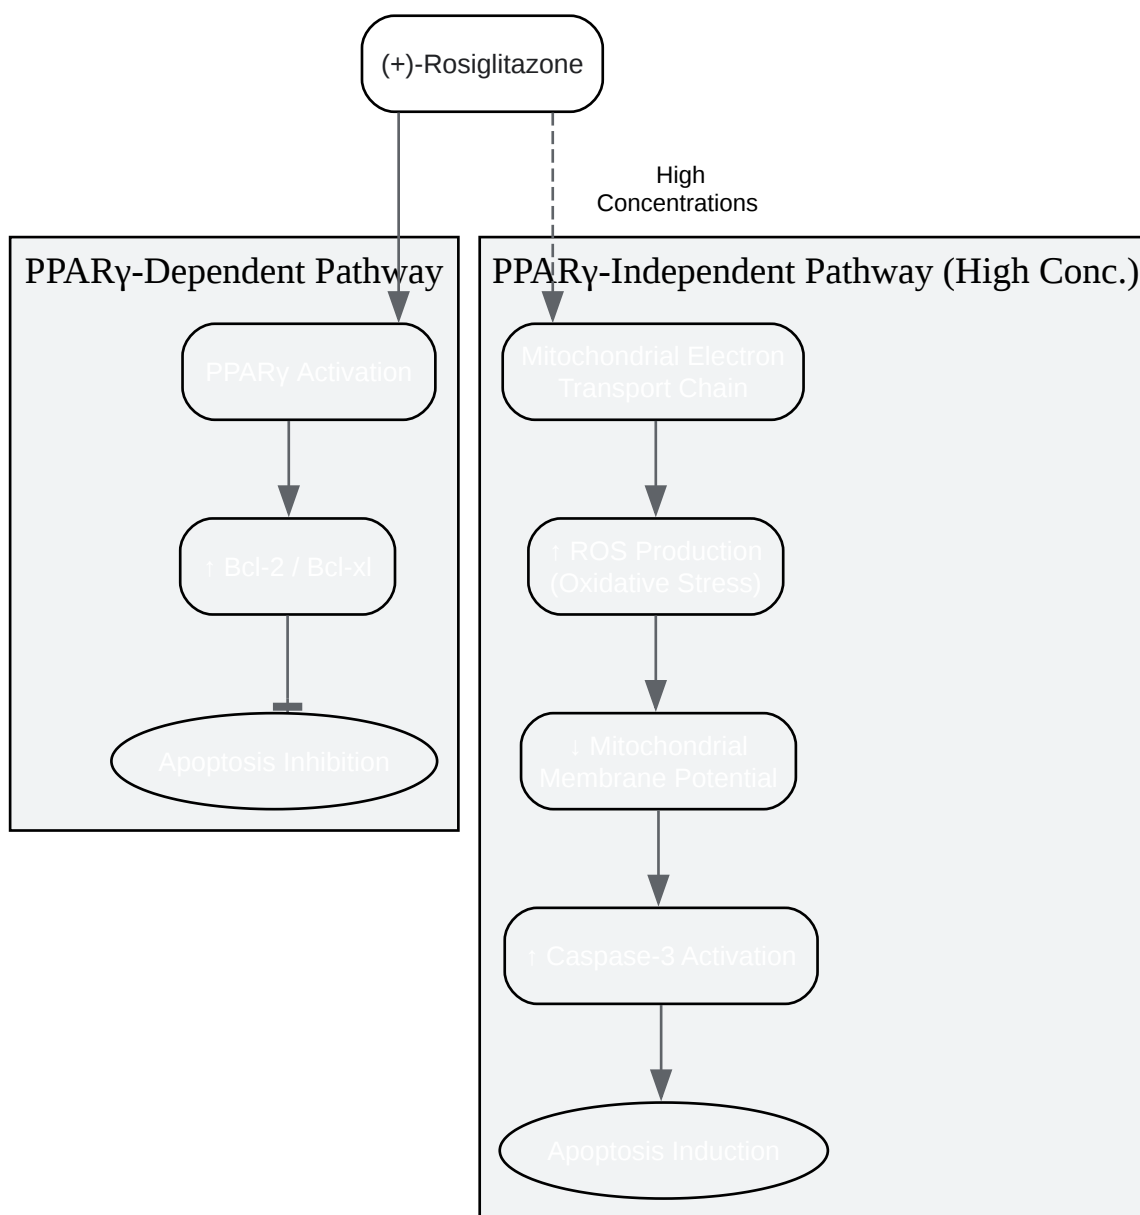 (+)-Rosiglitazone
High
Concentrations
PPARγ-Dependent Pathway
PPARγ Activation
↑ Bcl-2 / Bcl-xl
Apoptosis Inhibition
PPARγ-Independent Pathway (High Conc.)
Mitochondrial Electron
Transport Chain
↑ ROS Production
(Oxidative Stress)
↓ Mitochondrial
Membrane Potential
↑ Caspase-3 Activation
Apoptosis Induction